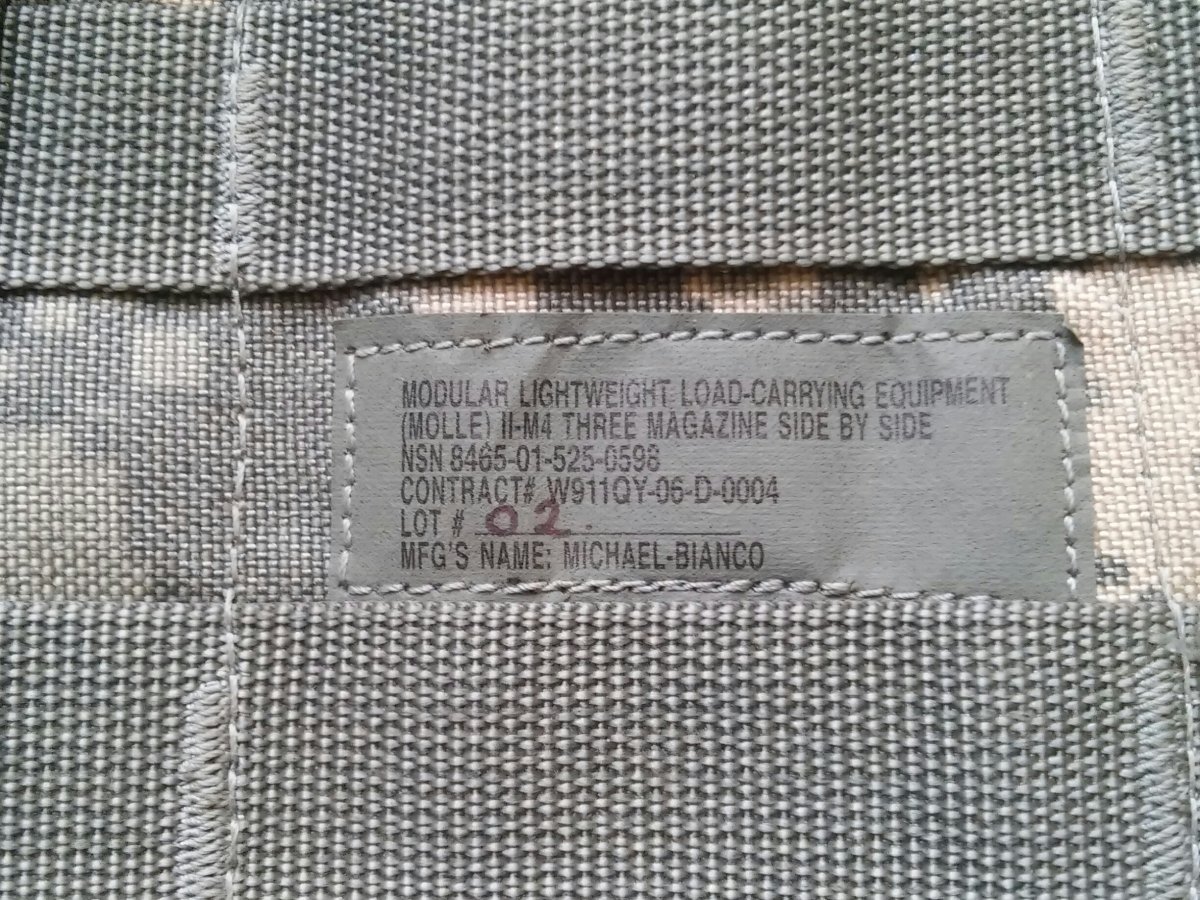 MODULAR LIGHTWEIGHT LOAD-CARRYING EQUIPMENT
(MOLLE) II-M4 THREE MAGAZINE SIDE BY SIDE
NSN 8465-01-525-0598
CONTRACT# W911QY-06-D-0004
LOT # 02.
MFG'S NAME: MICHAEL-BIANCO